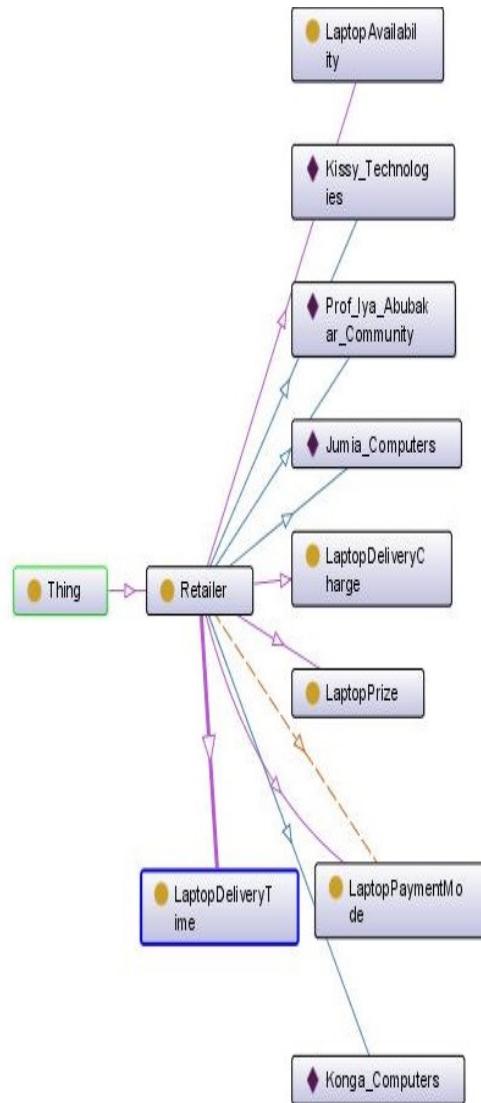 LaptopAvailabil
ity
Kissy_Technolog
ies
Prof_Iya_Abubak
ar_Community
Jumia_Computers
LaptopDeliveryC
harge
Thing
Retailer
LaptopPrize
LaptopDeliveryT
ime
LaptopPaymentMo
de
Konga_Computers